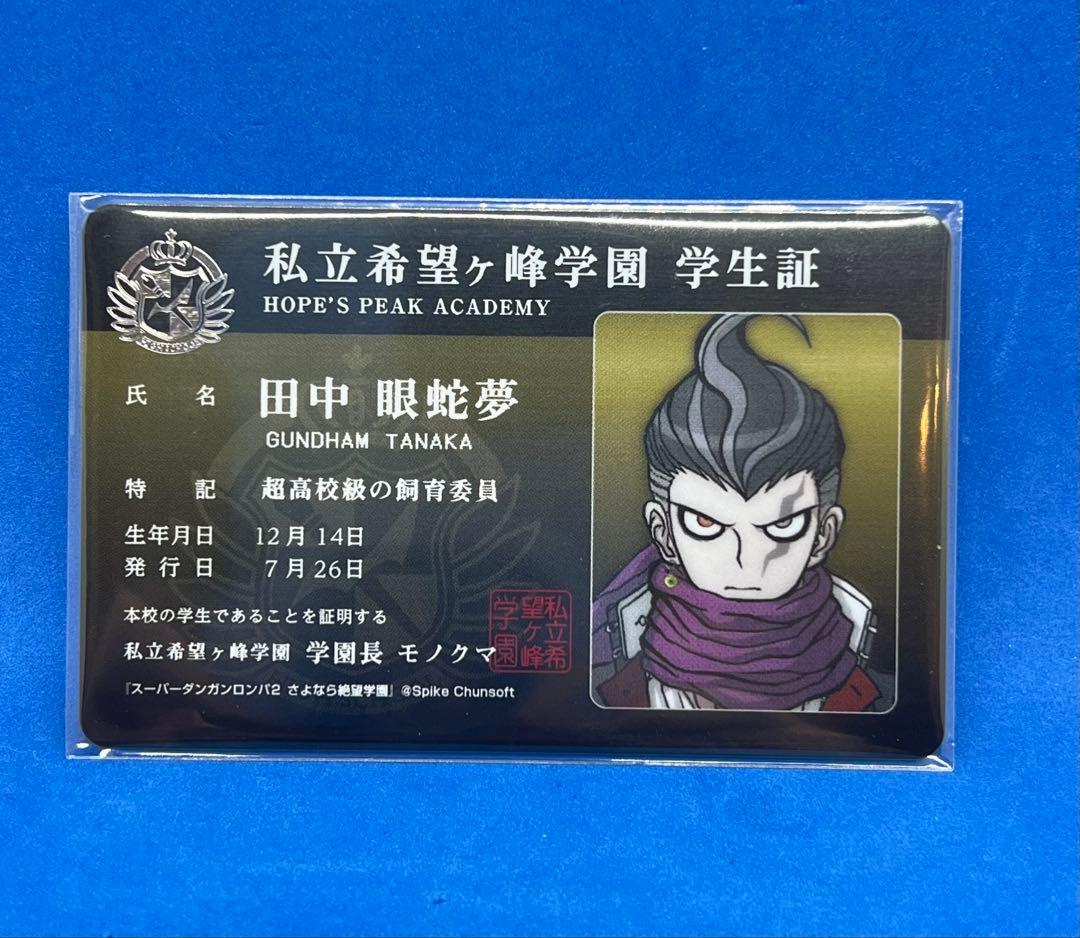 私立希望ヶ峰学園 学生証
HOPE'S PEAK ACADEMY
氏 名 田中 眼蛇夢
GUNDHAM TANAKA
特 記 超高校級の飼育委員
生年月日 12月14日
発行日 7月26日
本校の学生であることを証明する
私立希望ヶ峰学園 学園長 モノクマ
私立希望ヶ峰学園
『スーパーダンガンロンパ2 さよなら絶望学園』@Spike Chunsoft